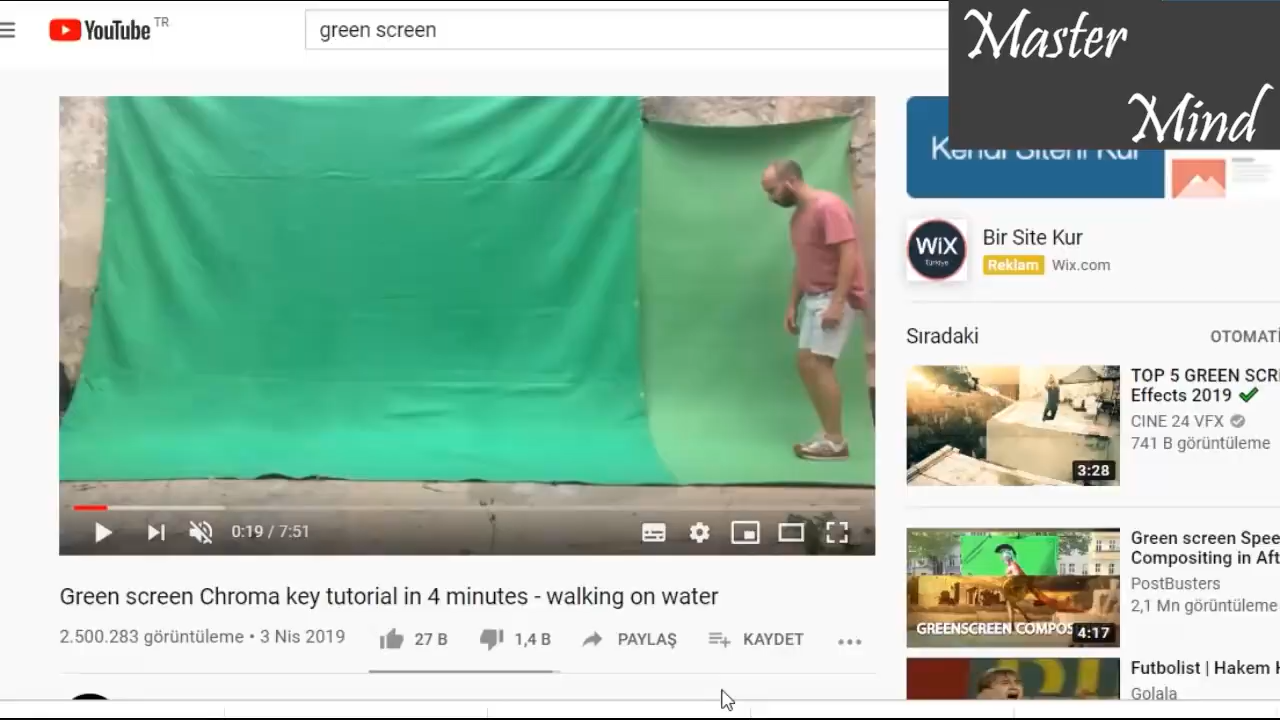 YouTube TR
green screen
Master
Mind
Kendi Siteni Kur
WiX
Türkiye
Bir Site Kur
Reklam Wix.com
Sıradaki
OTOMATİ
TOP 5 GREEN SCRE
Effects 2019 ✔
CINE 24 VFX
741 B görüntüleme
3:28
0:19 / 7:51
Green screen Chroma key tutorial in 4 minutes - walking on water
2.500.283 görüntüleme • 3 Nis 2019
27 B
1,4 B
PAYLAŞ
KAYDET
Green screen Spee
Compositing in Aft
PostBusters
2,1 Mn görüntüleme
GREENSCREEN COMPOS
4:17
Futbolist | Hakem H
Golala